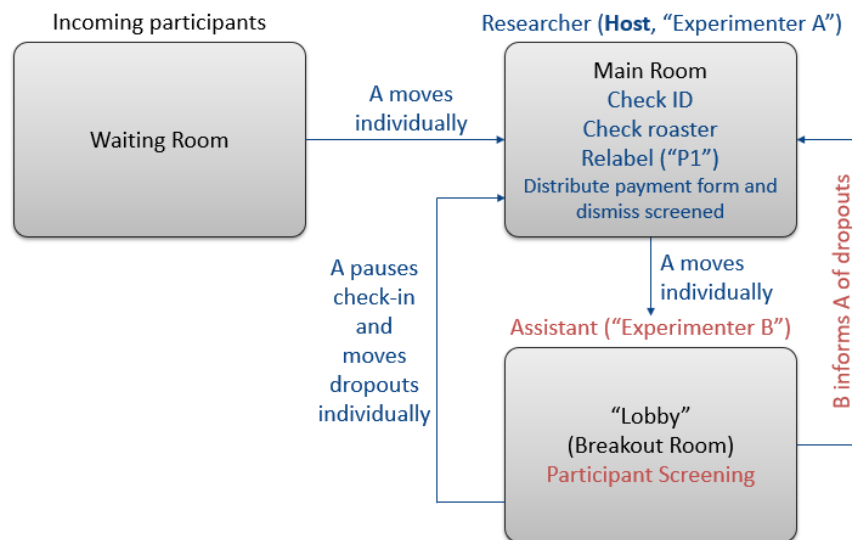 Incoming participants
Waiting Room
A moves
individually
Researcher (Host, “Experimenter A”)
Main Room
Check ID
Check roaster
Relabel (“P1”)
Distribute payment form and
dismiss screened
A pauses
check-in
and
moves
dropouts
individually
A moves
individually
Assistant (“Experimenter B”)
“Lobby”
(Breakout Room)
Participant Screening
B informs A of dropouts